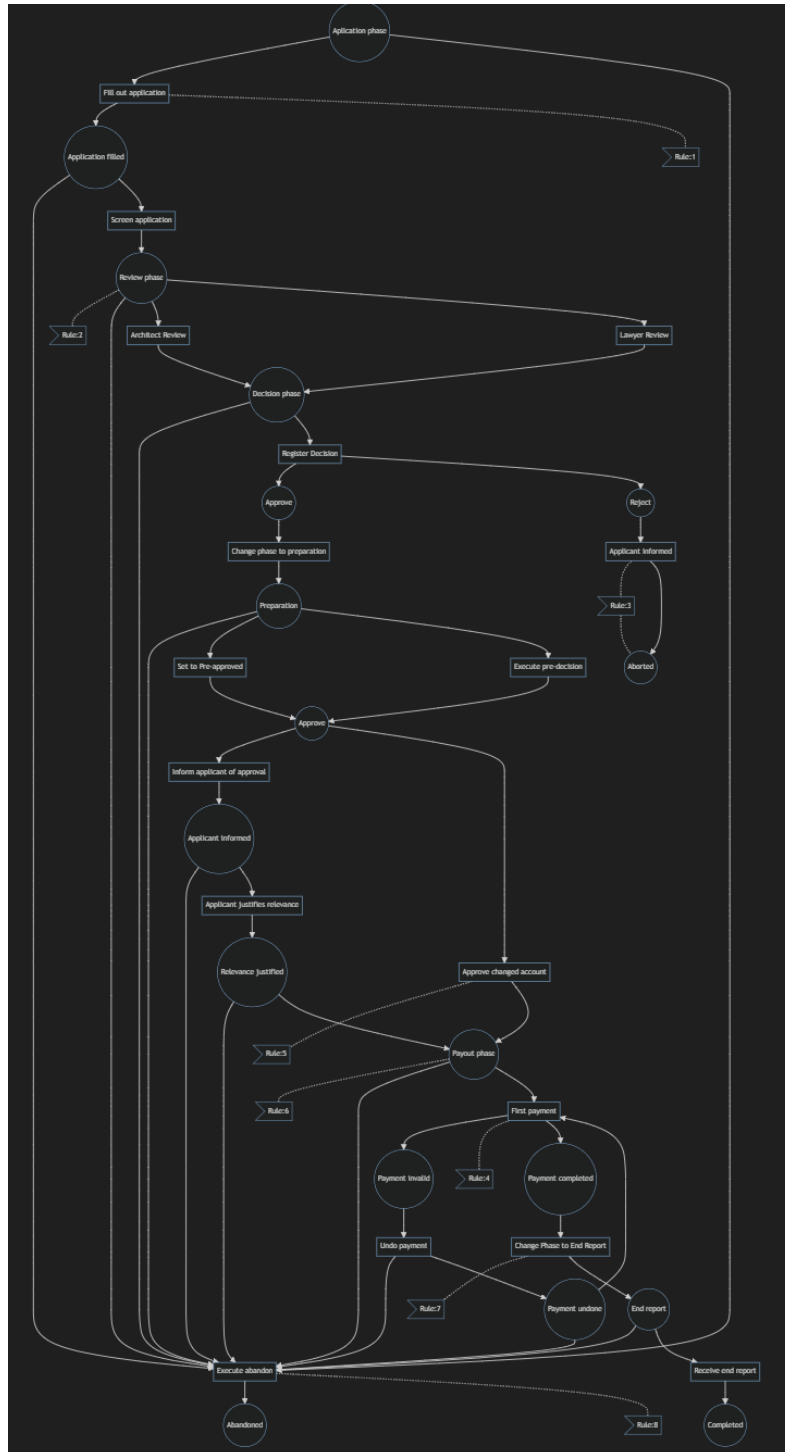 Aplication phase
Fill out application
Application filled
Rule:1
Screen application
Review phase
Rule:2
Architect Review
Lawyer Review
Decision phase
Register Decision
Approve
Reject
Change phase to preparation
Applicant Informed
Preparation
Rule:3
Set to Pre-approved
Execute pre-decision
Aborted
Approve
Inform applicant of approval
Applicant Informed
Applicant justifies relevance
Relevance justified
Approve changed account
Rule:5
Payout phase
Rule:6
First payment
Payment invalid
Rule:4
Payment completed
Undo payment
Change Phase to End Report
Rule:7
Payment undone
End report
Execute abandon
Receive end report
Abandoned
Rule:8
Completed